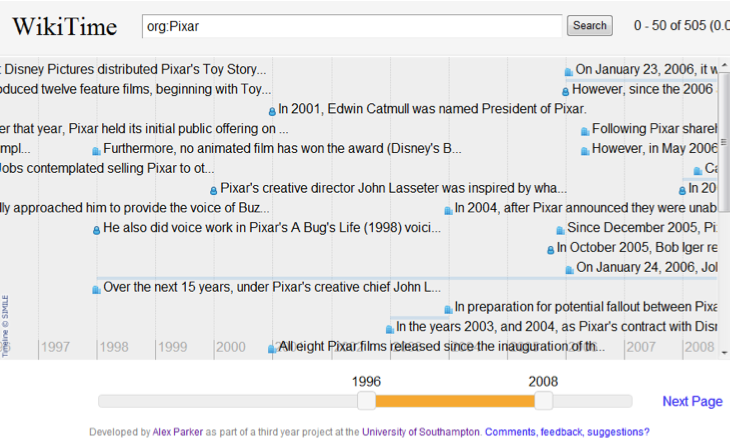 WikiTime
org:Pixar
Search
0 - 50 of 505 (0.0
Disney Pictures distributed Pixar's Toy Story...
On January 23, 2006, it w
oduced twelve feature films, beginning with Toy...
However, since the 2006
In 2001, Edwin Catmull was named President of Pixar.
er that year, Pixar held its initial public offering on ...
Following Pixar shareh
mpl...
Furthermore, no animated film has won the award (Disney's B...
However, in May 2006
Jobs contemplated selling Pixar to ot...
Ca
Pixar's creative director John Lasseter was inspired by wha...
In 20
lly approached him to provide the voice of Buz...
In 2004, after Pixar announced they were unab
He also did voice work in Pixar's A Bug's Life (1998) voici...
Since December 2005, Pi
In October 2005, Bob Iger re
On January 24, 2006, Jo
Over the next 15 years, under Pixar's creative chief John L...
In preparation for potential fallout between Pixa
In the years 2003, and 2004, as Pixar's contract with Disn
All eight Pixar films released since the inauguration of th...
1997 1998 1999 2000 2007 2008
Timeline © SIMILE
1996 2008
Next Page
Developed by Alex Parker as part of a third year project at the University of Southampton. Comments, feedback, suggestions?